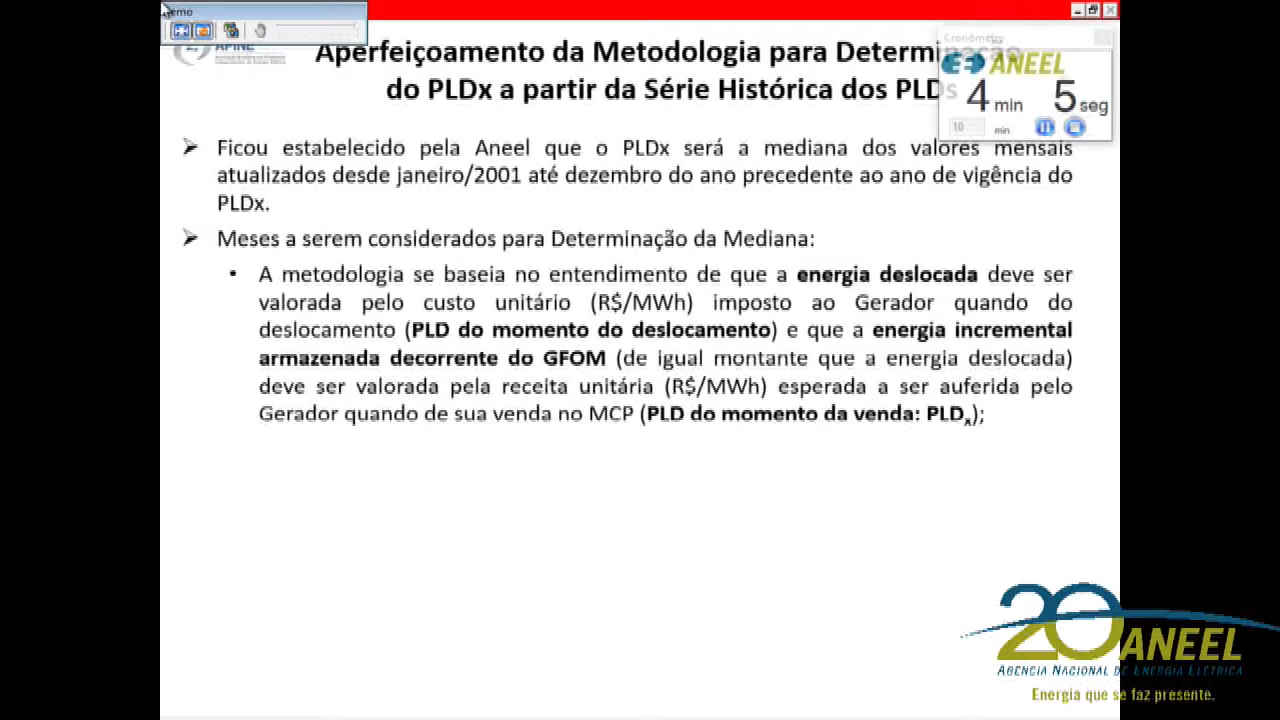 emo
APINE
Aperfeiçoamento da Metodologia para Determinação
do PLDx a partir da Série Histórica dos PLDs
Cronômetro
ANEEL
4 min 5 seg
10 min
Ficou estabelecido pela Aneel que o PLDx será a mediana dos valores mensais
atualizados desde janeiro/2001 até dezembro do ano precedente ao ano de vigência do
PLDx.
Meses a serem considerados para Determinação da Mediana:
• A metodologia se baseia no entendimento de que a energia deslocada deve ser
valorada pelo custo unitário (R$/MWh) imposto ao Gerador quando do
deslocamento (PLD do momento do deslocamento) e que a energia incremental
armazenada decorrente do GFOM (de igual montante que a energia deslocada)
deve ser valorada pela receita unitária (R$/MWh) esperada a ser auferida pelo
Gerador quando de sua venda no MCP (PLD do momento da venda: PLDx);
20 ANEEL
AGÊNCIA NACIONAL DE ENERGIA ELÉTRICA
Energia que se faz presente.